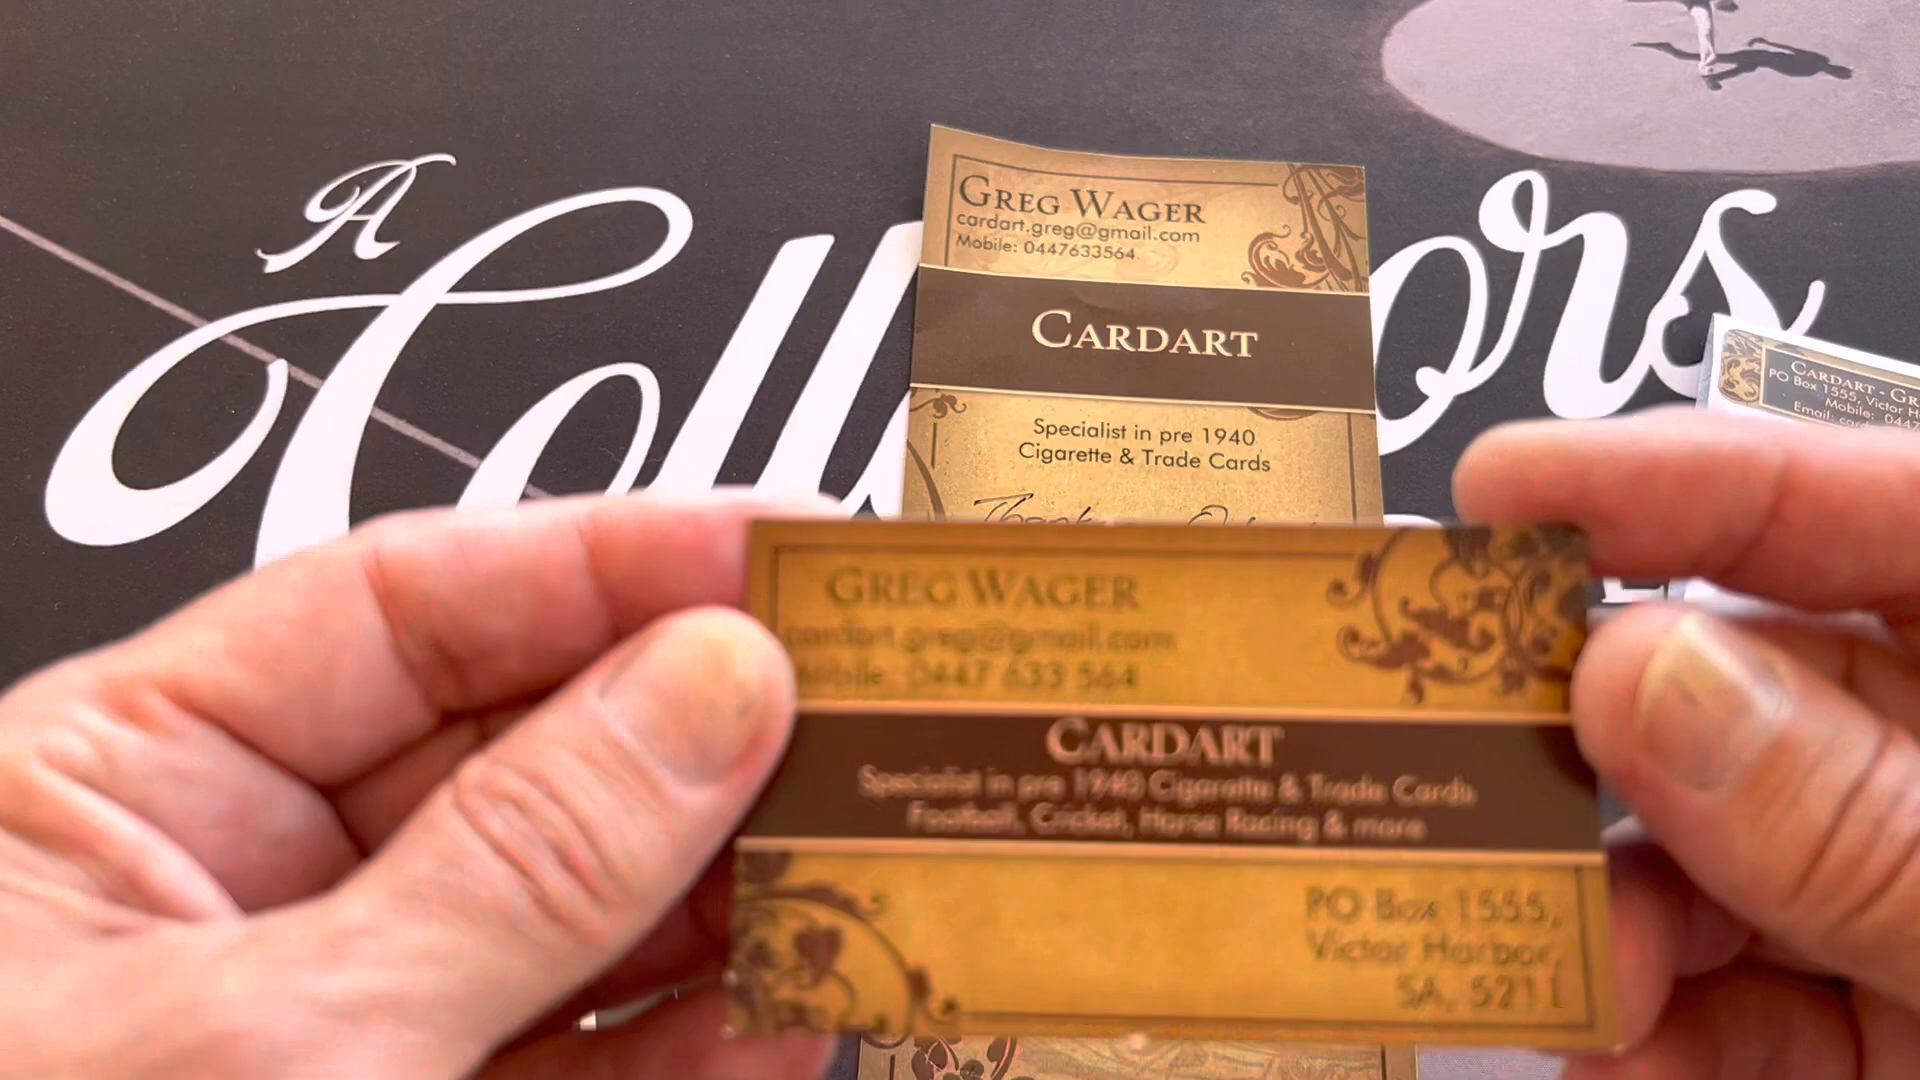 A
Coll
ors
GREG WAGER
cardart.greg@gmail.com
Mobile: 0447633564
CARDART
Specialist in pre 1940
Cigarette & Trade Cards
Thank
CARDART - GR
PO Box 1555, Victor H
Mobile: 0447
Email: card
GREG WAGER
cardart.greg@gmail.com
Mobile: 0447 633 564
CARDART
Specialist in pre 1940 Cigarette & Trade Cards
Football, Cricket, Horse Racing & more
PO Box 1555,
Victor Harbor,
SA, 5211